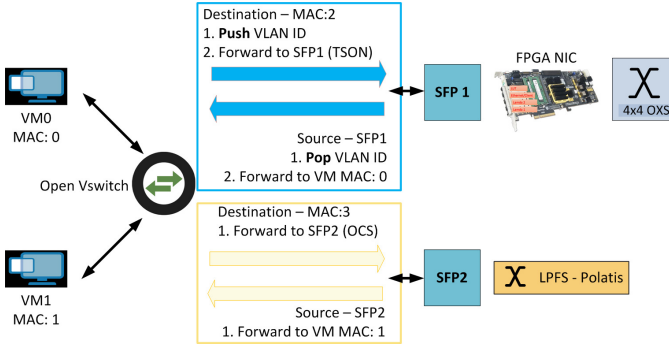 Destination – MAC:2
1. Push VLAN ID
2. Forward to SFP1 (TSON)
Source – SFP1
1. Pop VLAN ID
2. Forward to VM MAC: 0
VM0
MAC: 0
Open Vswitch
VM1
MAC: 1
SFP 1
FPGA NIC
4x4 OXS
Destination – MAC:3
1. Forward to SFP2 (OCS)
Source – SFP2
1. Forward to VM MAC: 1
SFP2
LPFS - Polatis